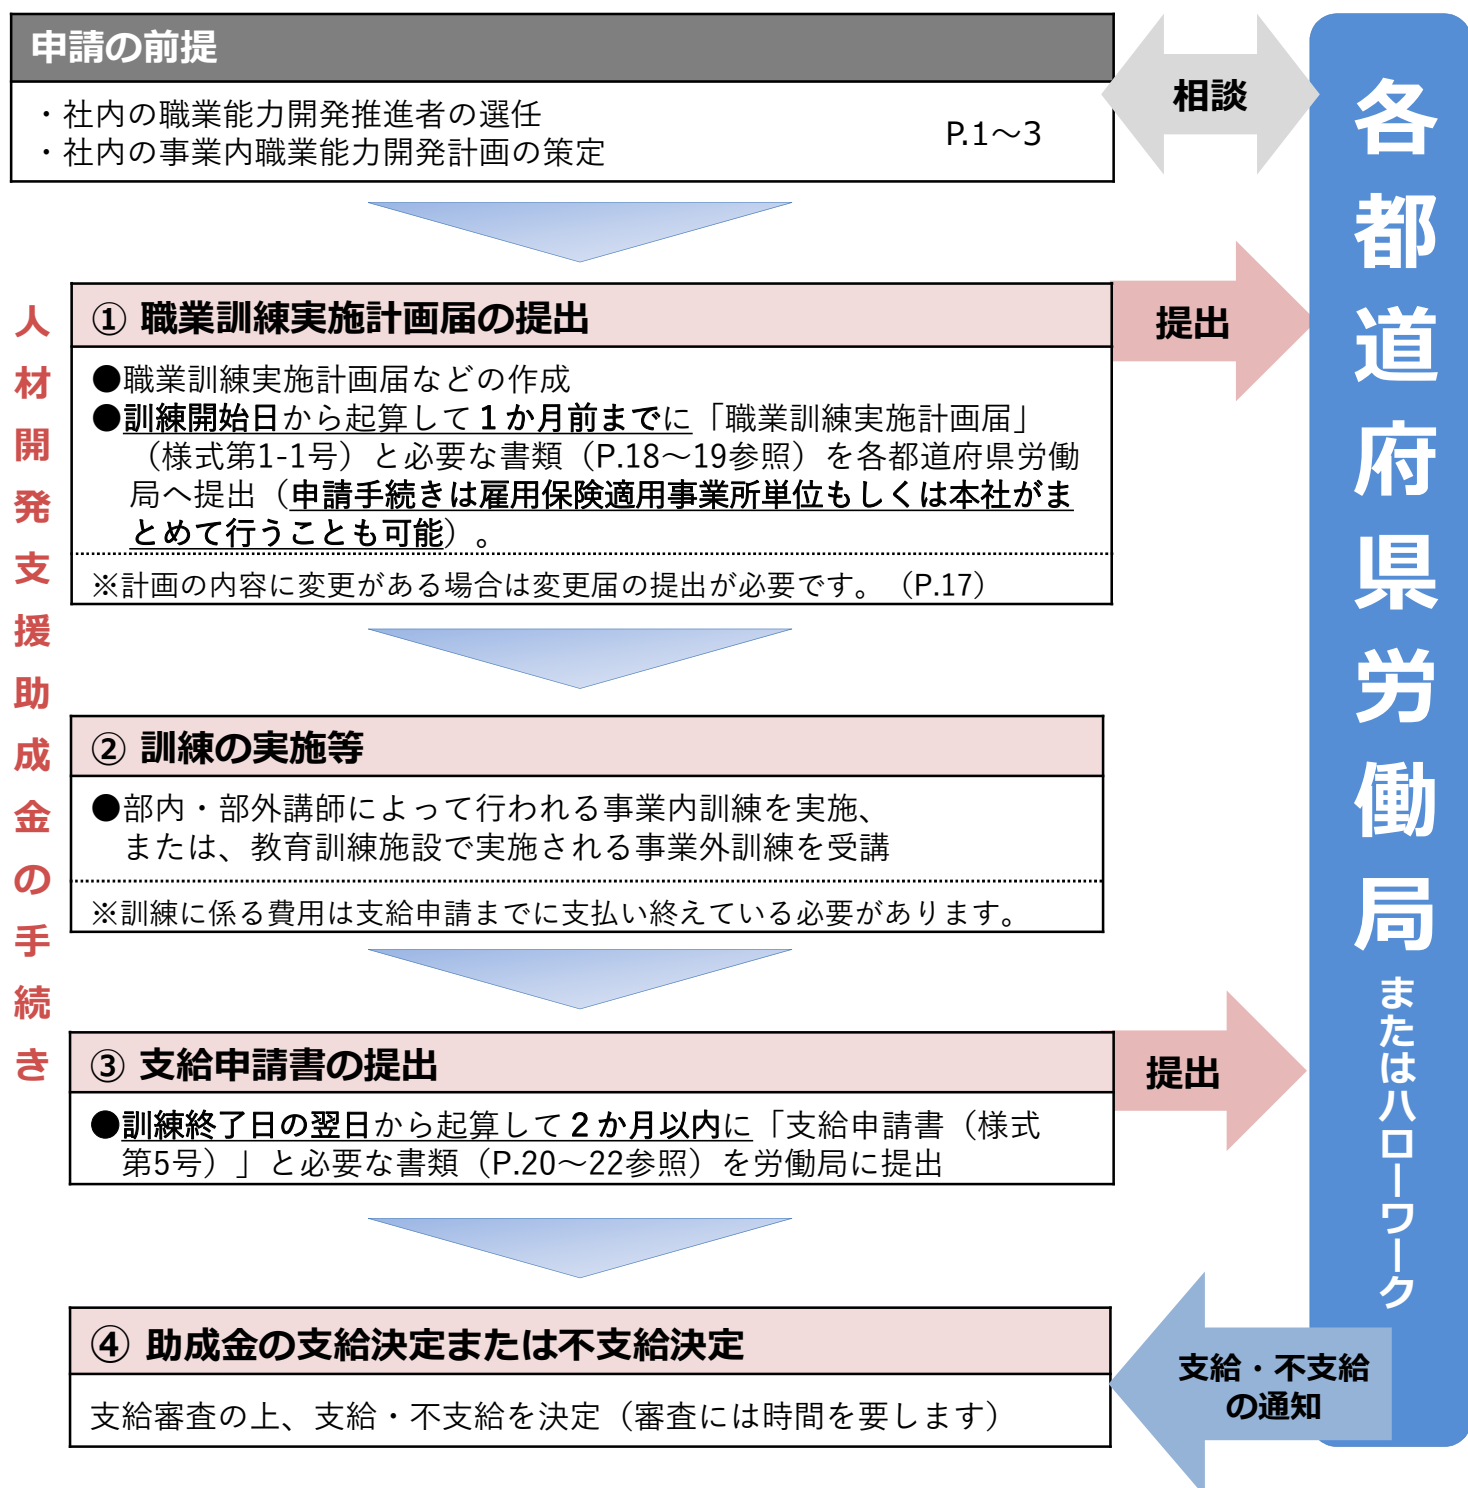 申請の前提
・社内の職業能力開発推進者の選任
・社内の事業内職業能力開発計画の策定
P.1～3
相談
各都道府県労働局またはハローワーク
人材開発支援助成金の手続き
① 職業訓練実施計画届の提出
●職業訓練実施計画届などの作成
●訓練開始日から起算して１か月前までに「職業訓練実施計画届」
（様式第1-1号）と必要な書類（P.18～19参照）を各都道府県労働
局へ提出（申請手続きは雇用保険適用事業所単位もしくは本社がま
とめて行うことも可能）。
※計画の内容に変更がある場合は変更届の提出が必要です。（P.17）
提出
② 訓練の実施等
●部内・部外講師によって行われる事業内訓練を実施、
または、教育訓練施設で実施される事業外訓練を受講
※訓練に係る費用は支給申請までに支払い終えている必要があります。
③ 支給申請書の提出
●訓練終了日の翌日から起算して２か月以内に「支給申請書（様式
第5号）」と必要な書類（P.20～22参照）を労働局に提出
提出
④ 助成金の支給決定または不支給決定
支給審査の上、支給・不支給を決定（審査には時間を要します）
支給・不支給
の通知